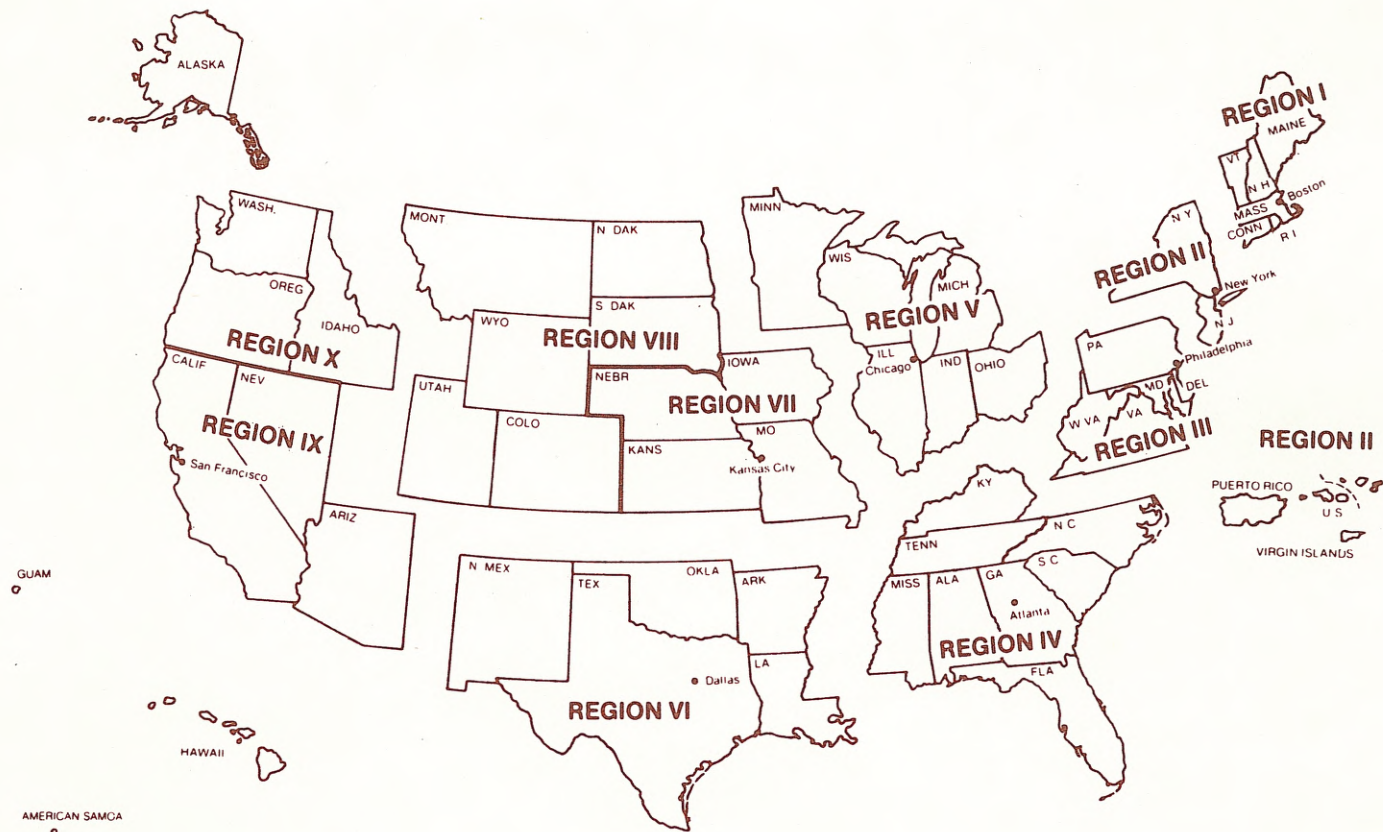 ALASKA
REGION I
MAINE
VT
N H
Boston
MASS
CONN
R I
WASH.
MONT
N DAK
MINN
N Y
OREG
WIS
REGION II
MICH
New York
S DAK
IDAHO
WYO
REGION V
N J
REGION X
REGION VIII
PA
CALIF
NEV
UTAH
NEBR
IOWA
ILL
Chicago
IND
OHIO
Philadelphia
MD
DEL
REGION VII
REGION IX
COLO
MO
W VA
VA
REGION III
REGION II
San Francisco
KANS
Kansas City
KY
PUERTO RICO
U S
VIRGIN ISLANDS
ARIZ
N C
TENN
S C
GUAM
N MEX
TEX
OKLA
ARK
MISS
ALA
GA
Atlanta
REGION IV
LA
FLA
Dallas
REGION VI
HAWAII
AMERICAN SAMOA